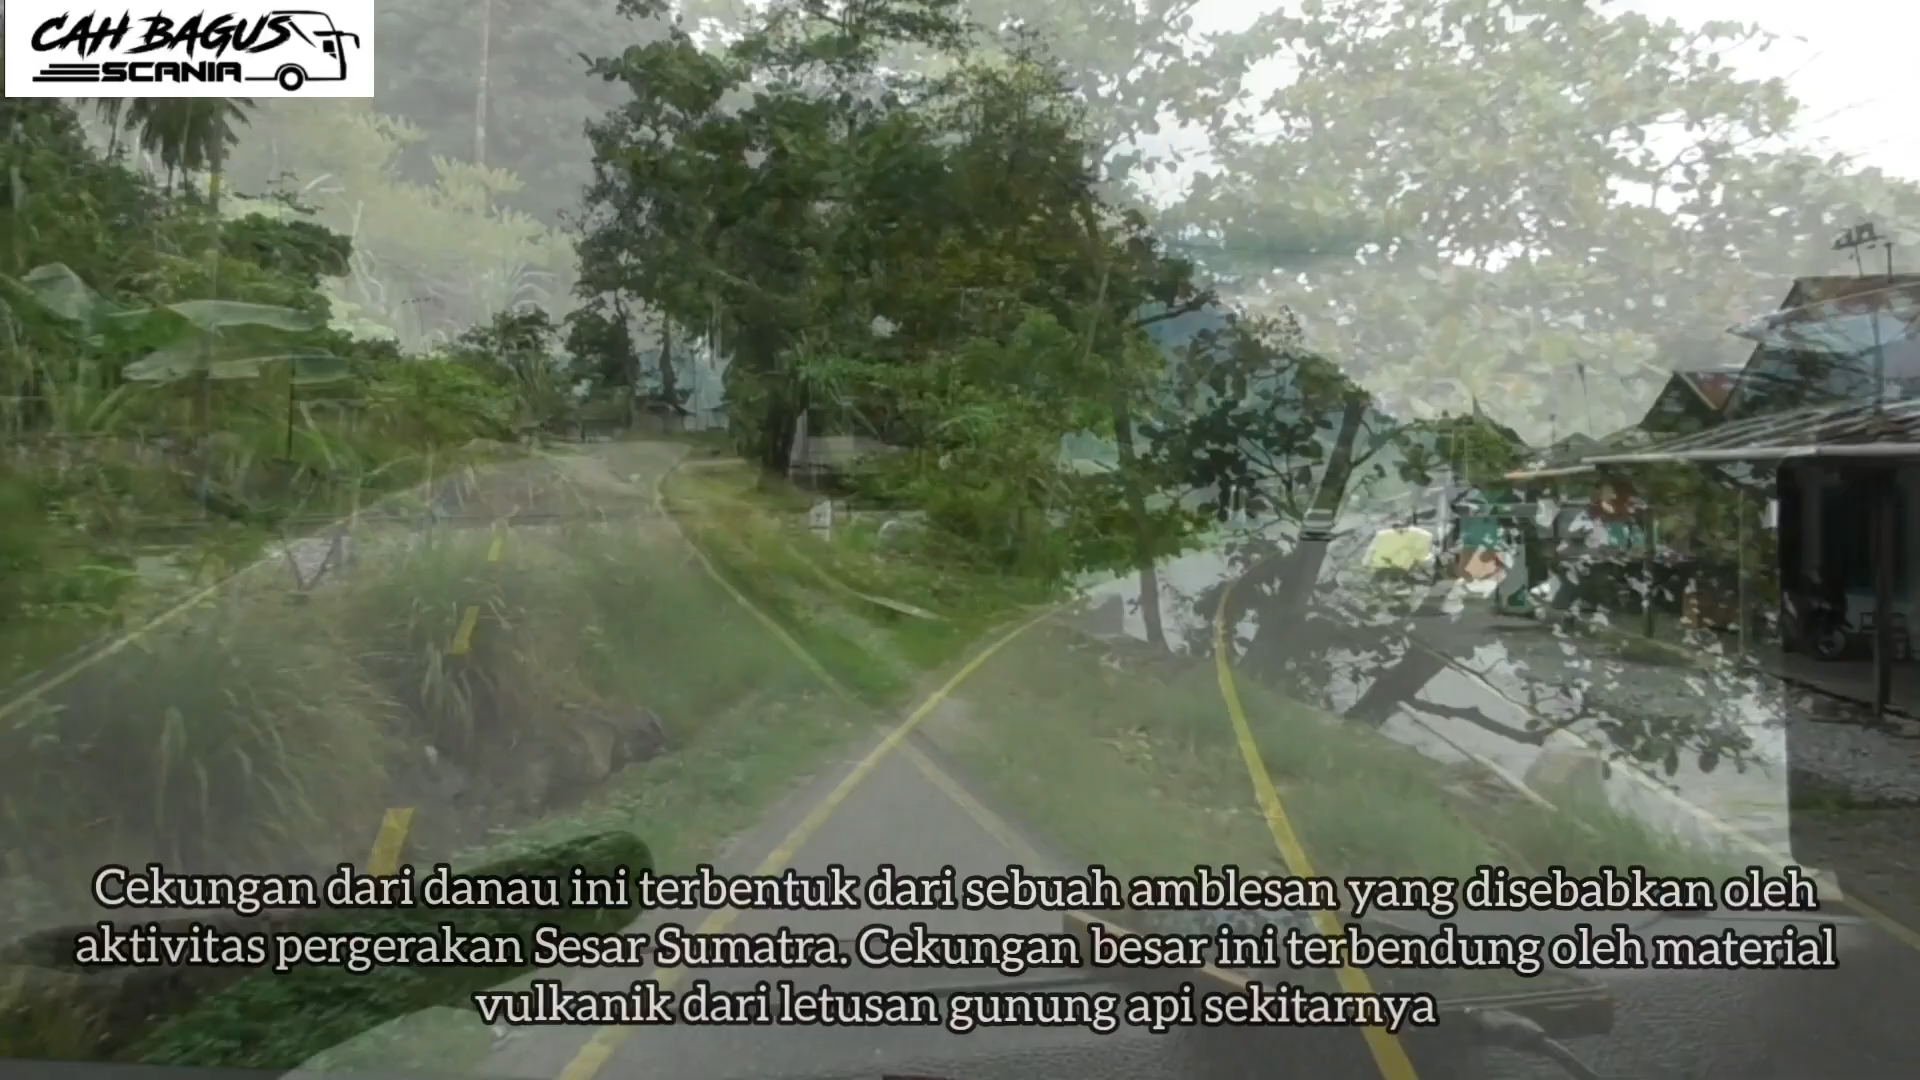 CAH BAGUS
SCANIA
Cekungan dari danau ini terbentuk dari sebuah amblesan yang disebabkan oleh
aktivitas pergerakan Sesar Sumatra. Cekungan besar ini terbendung oleh material
vulkanik dari letusan gunung api sekitarnya